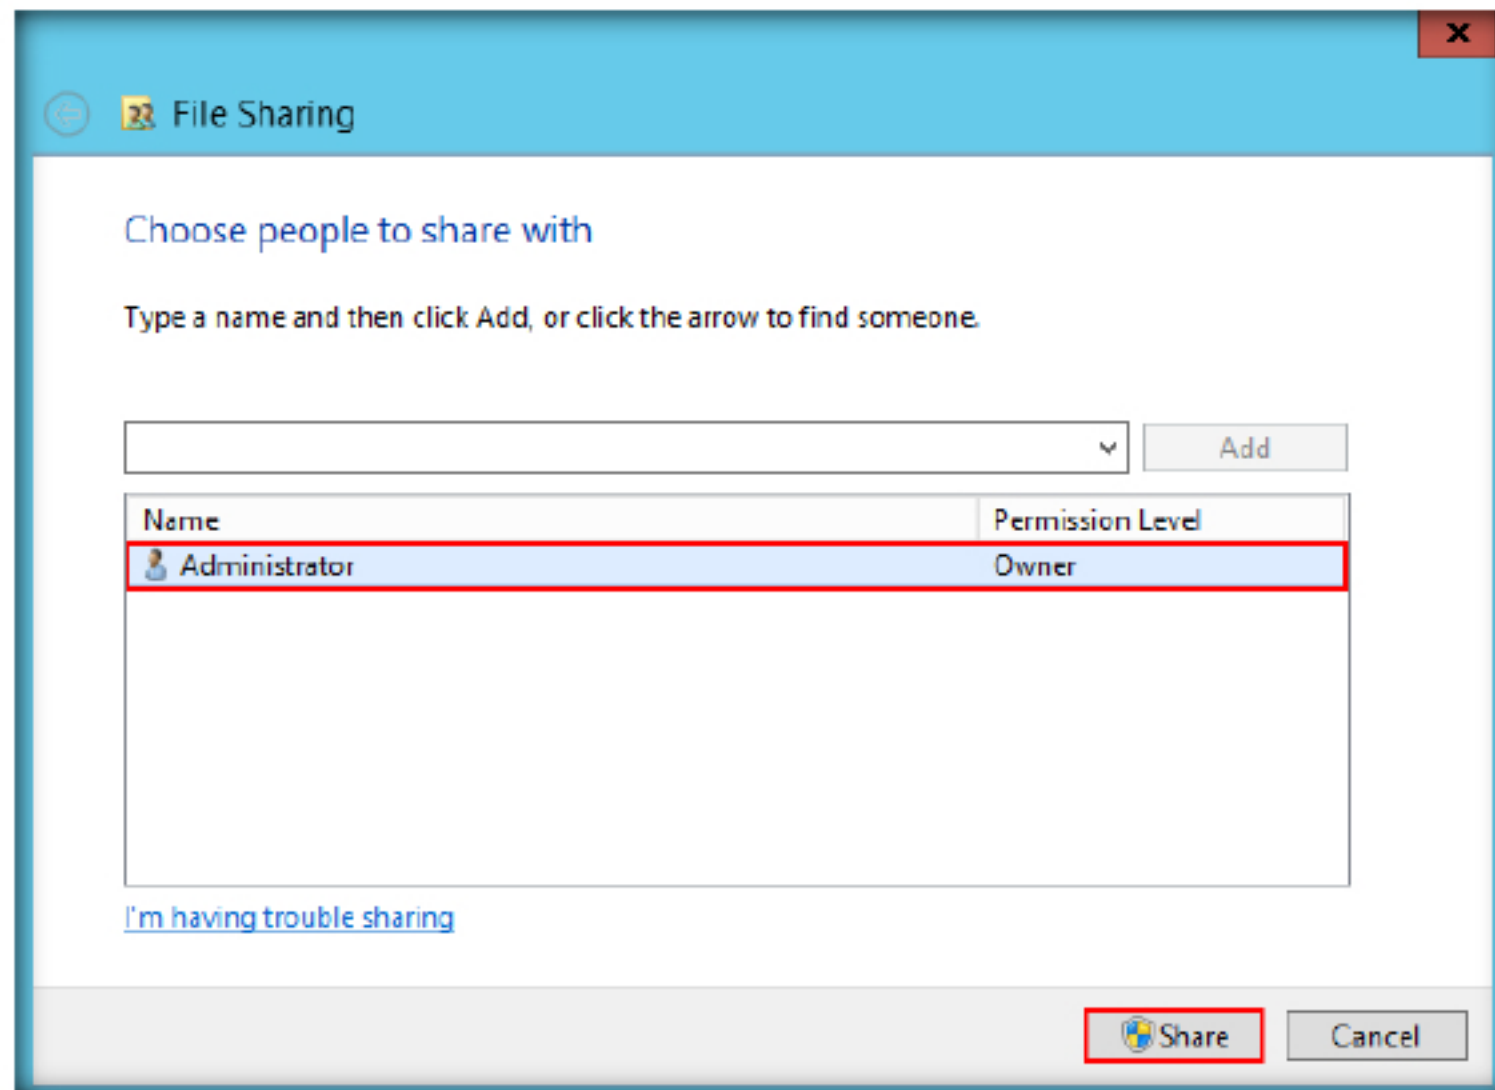 File Sharing
Choose people to share with
Type a name and then click Add, or click the arrow to find someone.
Add
Name Permission Level
Administrator Owner
I'm having trouble sharing
Share Cancel